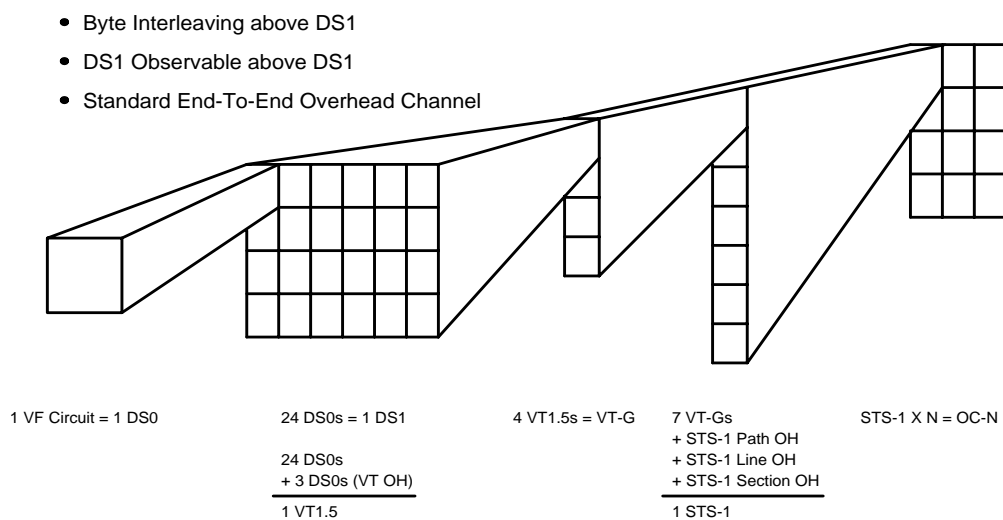 • Byte Interleaving above DS1
• DS1 Observable above DS1
• Standard End-To-End Overhead Channel
1 VF Circuit = 1 DS0
24 DS0s = 1 DS1
24 DS0s
+ 3 DS0s (VT OH)
1 VT1.5
4 VT1.5s = VT-G
7 VT-Gs
+ STS-1 Path OH
+ STS-1 Line OH
+ STS-1 Section OH
1 STS-1
STS-1 X N = OC-N